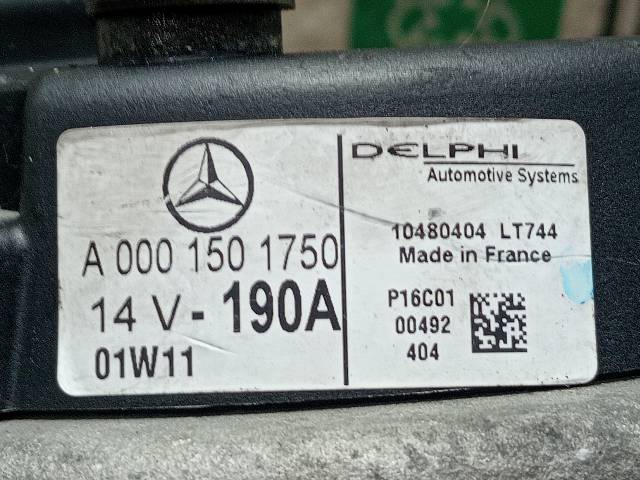 A 000 150 1750
14 V - 190A
01W11
DELPHI
Automotive Systems
10480404 LT744
Made in France
P16C01
00492
404